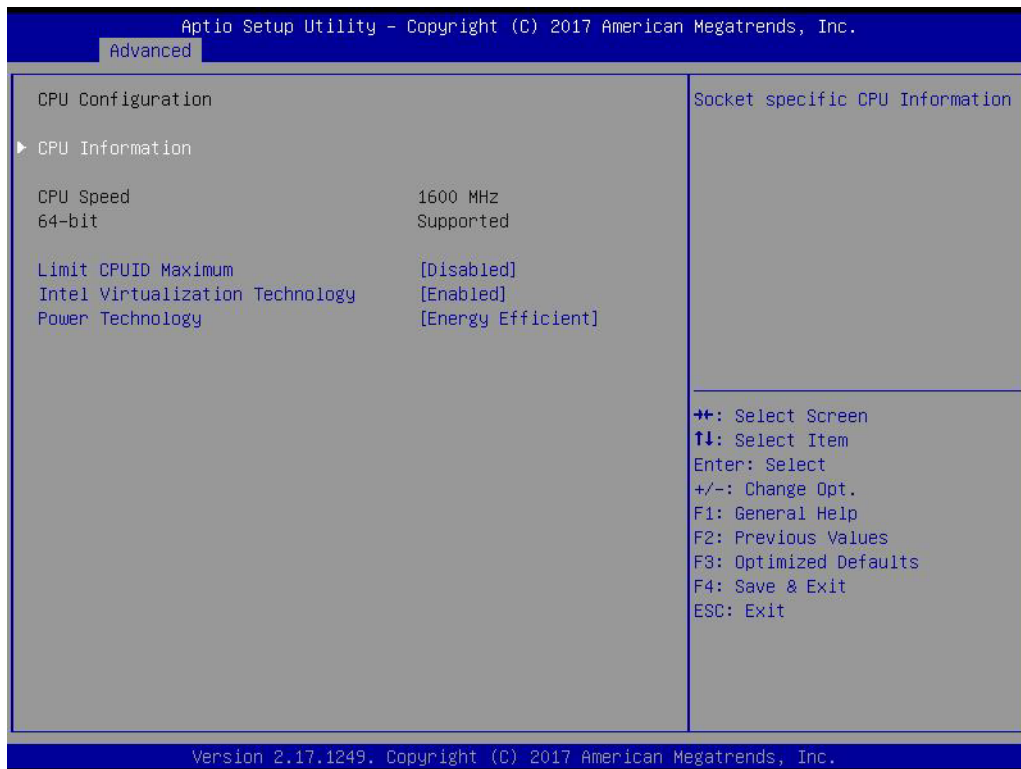 Aptio Setup Utility – Copyright (C) 2017 American Megatrends, Inc.
Advanced
CPU Configuration
CPU Information
CPU Speed 1600 MHz
64-bit Supported
Limit CPUID Maximum [Disabled]
Intel Virtualization Technology [Enabled]
Power Technology [Energy Efficient]
Socket specific CPU Information
→←: Select Screen
↑↓: Select Item
Enter: Select
+/-: Change Opt.
F1: General Help
F2: Previous Values
F3: Optimized Defaults
F4: Save & Exit
ESC: Exit
Version 2.17.1249. Copyright (C) 2017 American Megatrends, Inc.